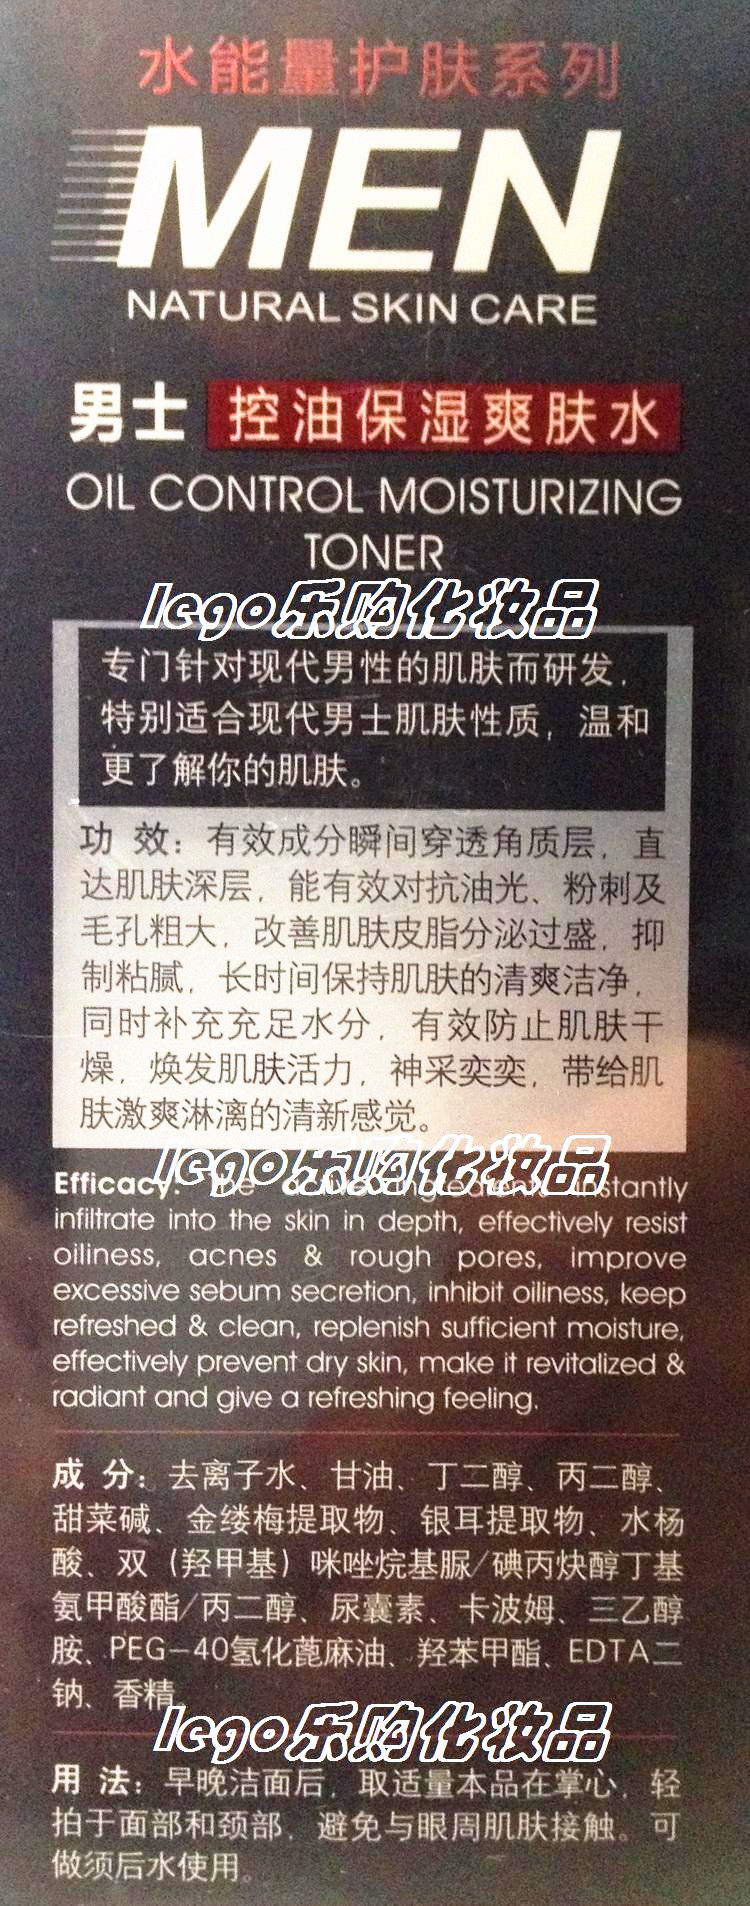 水能量护肤系列
MEN
NATURAL SKIN CARE
男士 控油保湿爽肤水
OIL CONTROL MOISTURIZING
TONER
lego乐购化妆品
专门针对现代男性的肌肤而研发，
特别适合现代男士肌肤性质，温和
更了解你的肌肤。
功 效：有效成分瞬间穿透角质层，直
达肌肤深层，能有效对抗油光、粉刺及
毛孔粗大，改善肌肤皮脂分泌过盛，抑
制粘腻，长时间保持肌肤的清爽洁净，
同时补充充足水分，有效防止肌肤干
燥，焕发肌肤活力，神采奕奕，带给肌
肤激爽淋漓的清新感觉。
lego乐购化妆品
Efficacy: the active ingredients instantly
infiltrate into the skin in depth, effectively resist
oiliness, acnes & rough pores, improve
excessive sebum secretion, inhibit oiliness, keep
refreshed & clean, replenish sufficient moisture,
effectively prevent dry skin, make it revitalized &
radiant and give a refreshing feeling.
成 分：去离子水、甘油、丁二醇、丙二醇、
甜菜碱、金缕梅提取物、银耳提取物、水杨
酸、双（羟甲基）咪唑烷基脲/碘丙炔醇丁基
氨甲酸酯/丙二醇、尿囊素、卡波姆、三乙醇
胺、PEG-40氢化蓖麻油、羟苯甲酯、EDTA二
钠、香精。
lego乐购化妆品
用 法：早晚洁面后，取适量本品在掌心，轻
拍于面部和颈部，避免与眼周肌肤接触。可
做须后水使用。